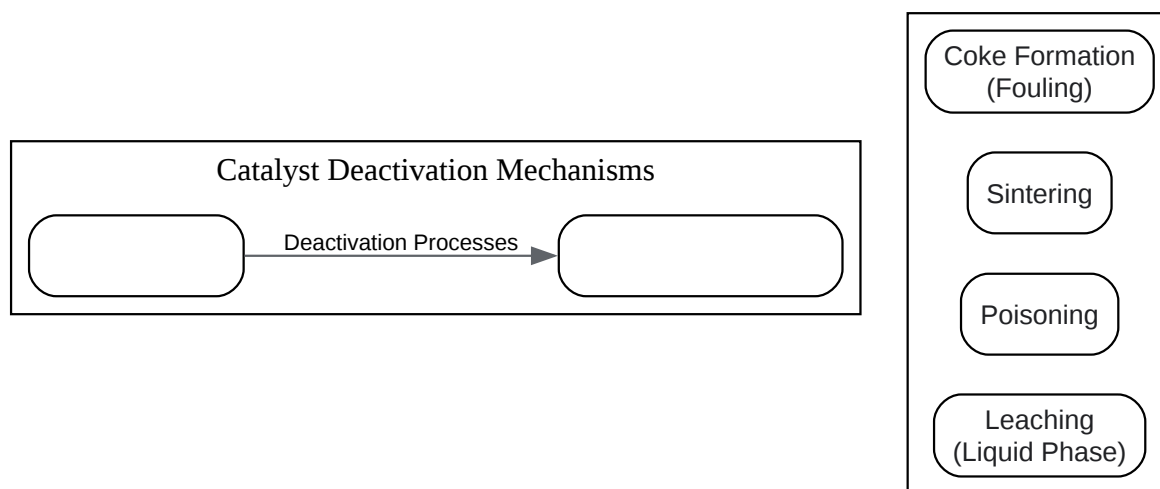 Catalyst Deactivation Mechanisms
Deactivation Processes
Coke Formation
(Fouling)
Sintering
Poisoning
Leaching
(Liquid Phase)